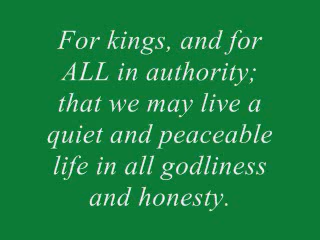 For kings, and for
ALL in authority;
that we may live a
quiet and peaceable
life in all godliness
and honesty.